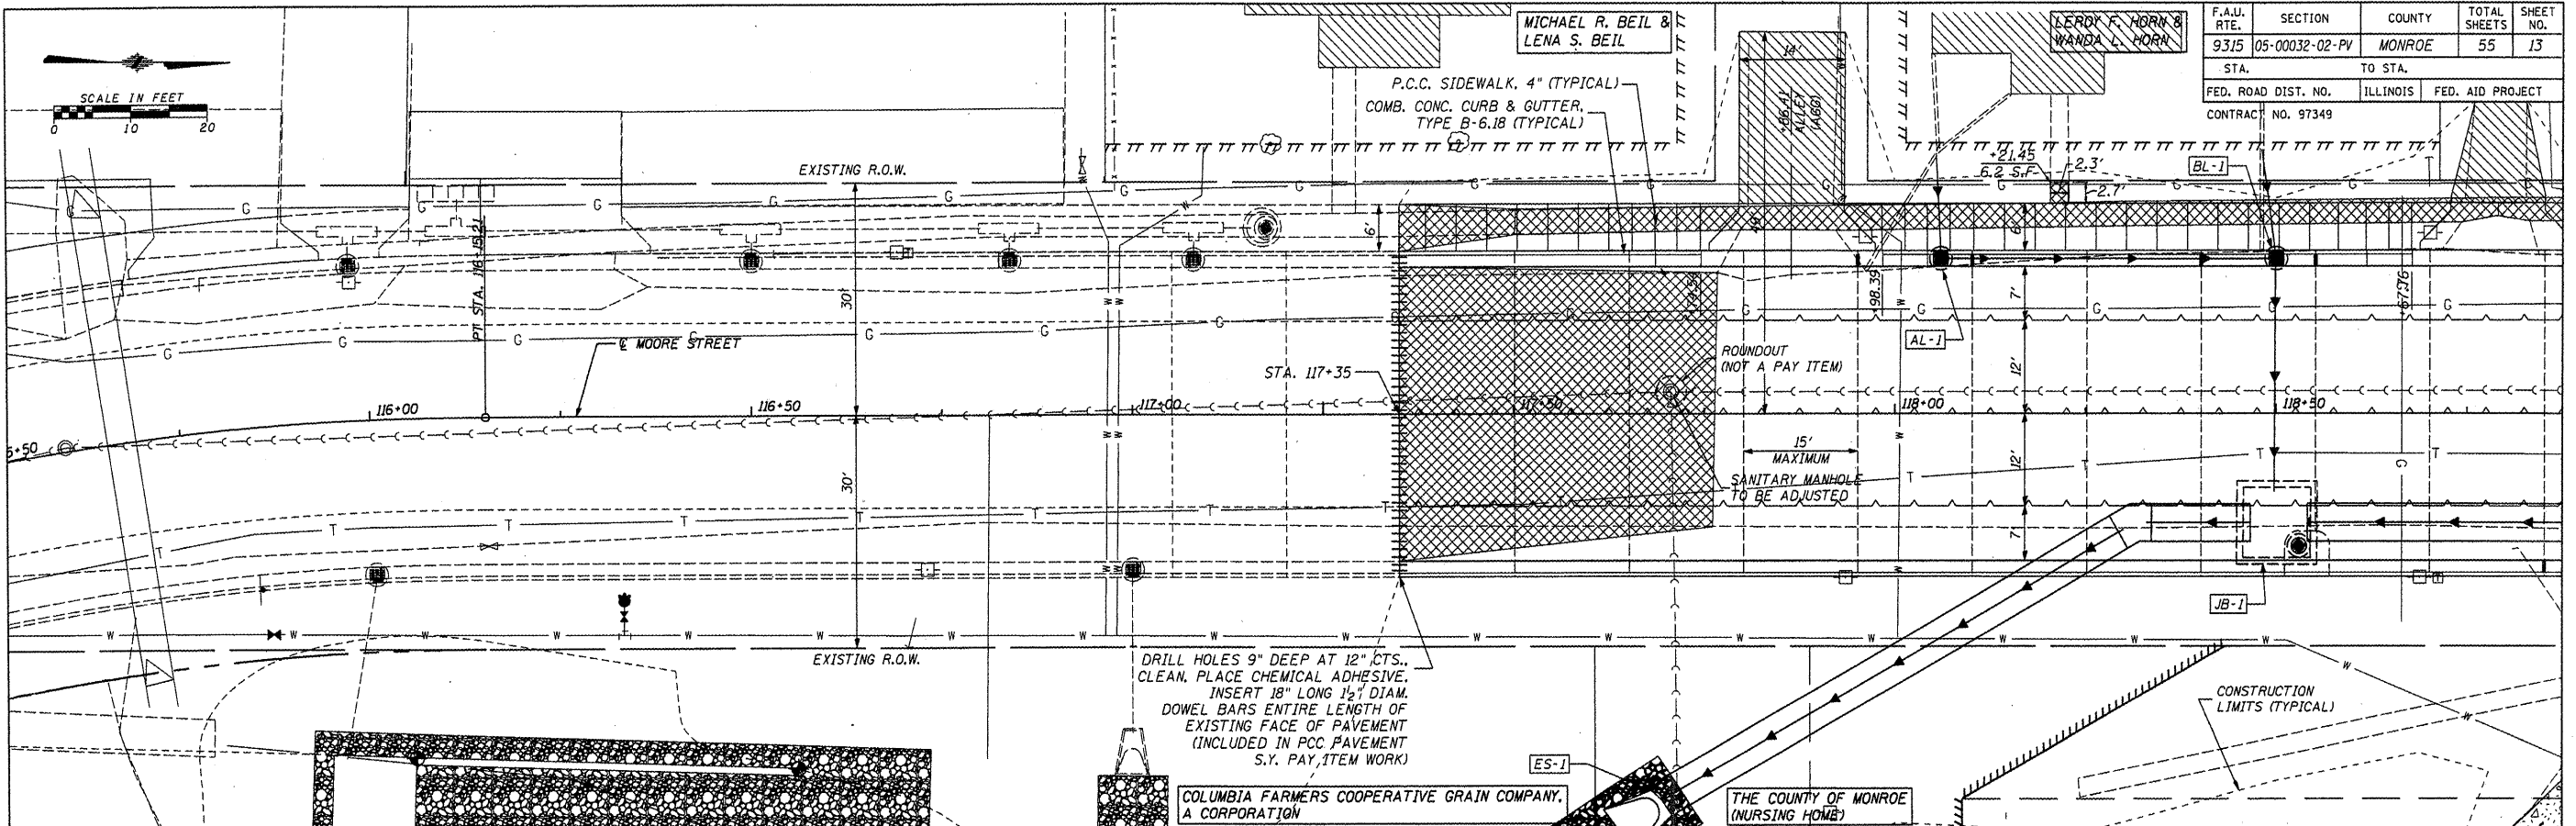 MICHAEL R. BEIL &
LENA S. BEIL
LEROY F. HORN &
WANDA L. HORN
F.A.U. RTE. SECTION COUNTY TOTAL SHEETS SHEET NO.
9315 05-00032-02-PV MONROE 55 13
STA. TO STA.
FED. ROAD DIST. NO. ILLINOIS FED. AID PROJECT
CONTRACT NO. 97349
SCALE IN FEET
0 10 20
P.C.C. SIDEWALK, 4" (TYPICAL)
COMB. CONC. CURB & GUTTER,
TYPE B-6.18 (TYPICAL)
14'
+86.41
ALLEY
(AGG)
EXISTING R.O.W.
+21.45
6.2 S.F.
2.3'
2.7'
BL-1
PT STA. 116+15.21
6'
48'
6'
30'
+98.39
7'
+67.76
AL-1
℄ MOORE STREET
ROUNDOUT
(NOT A PAY ITEM)
STA. 117+35
12'
5+50
116+00
116+50
117+00
117+50
118+00
118+50
15'
MAXIMUM
12'
SANITARY MANHOLE
TO BE ADJUSTED
30'
7'
JB-1
EXISTING R.O.W.
DRILL HOLES 9" DEEP AT 12" CTS.,
CLEAN, PLACE CHEMICAL ADHESIVE,
INSERT 18" LONG 1½" DIAM.
DOWEL BARS ENTIRE LENGTH OF
EXISTING FACE OF PAVEMENT
(INCLUDED IN PCC PAVEMENT
S.Y. PAY ITEM WORK)
CONSTRUCTION
LIMITS (TYPICAL)
ES-1
COLUMBIA FARMERS COOPERATIVE GRAIN COMPANY,
A CORPORATION
THE COUNTY OF MONROE
(NURSING HOME)